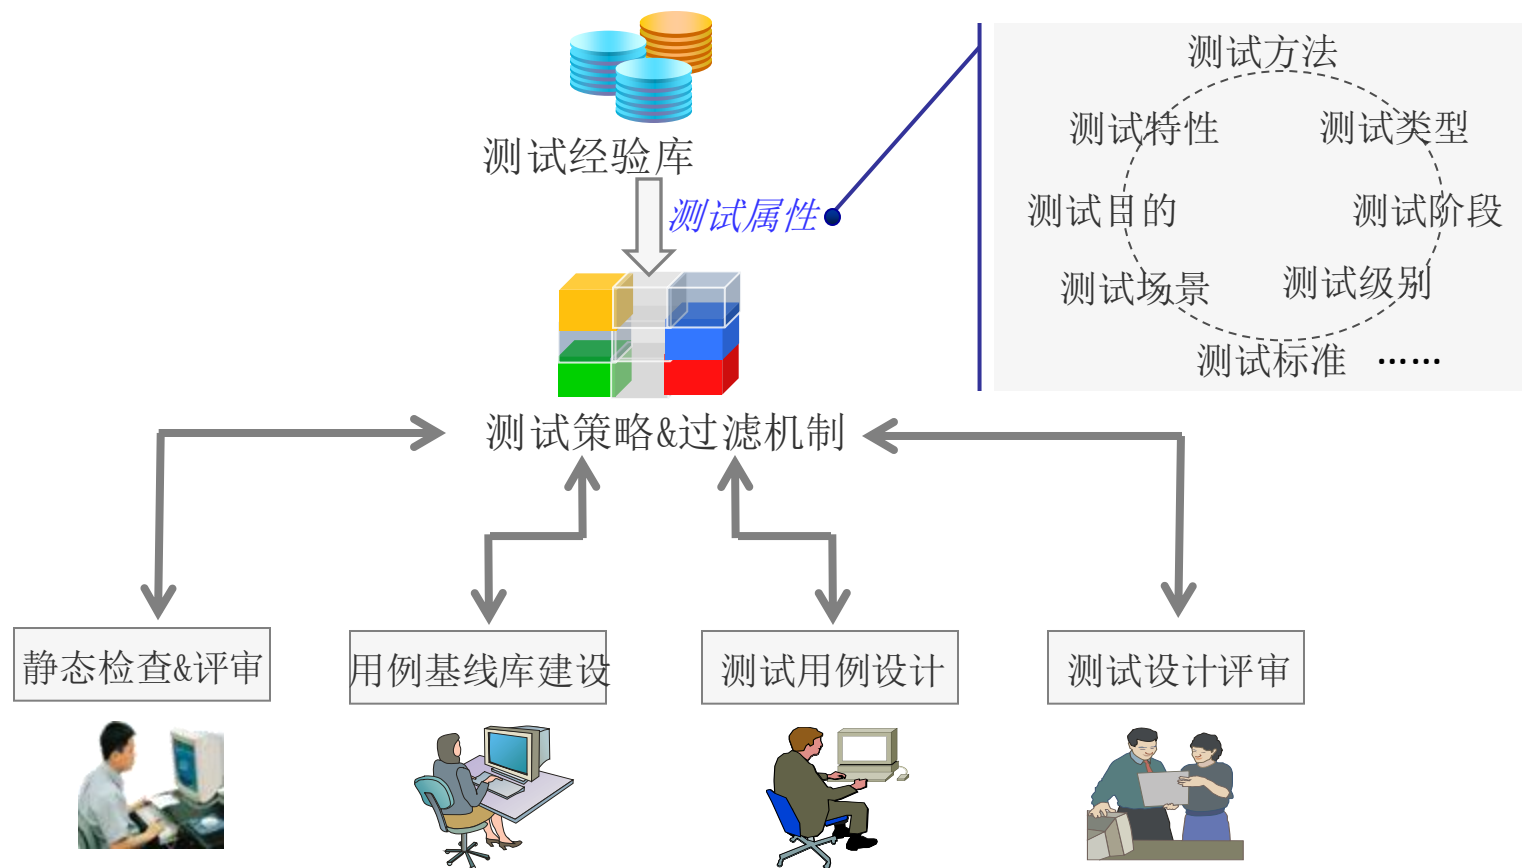 测试经验库
测试属性
测试方法
测试特性
测试类型
测试目的
测试阶段
测试场景
测试级别
测试标准 ……
测试策略&过滤机制
静态检查&评审
用例基线库建设
测试用例设计
测试设计评审